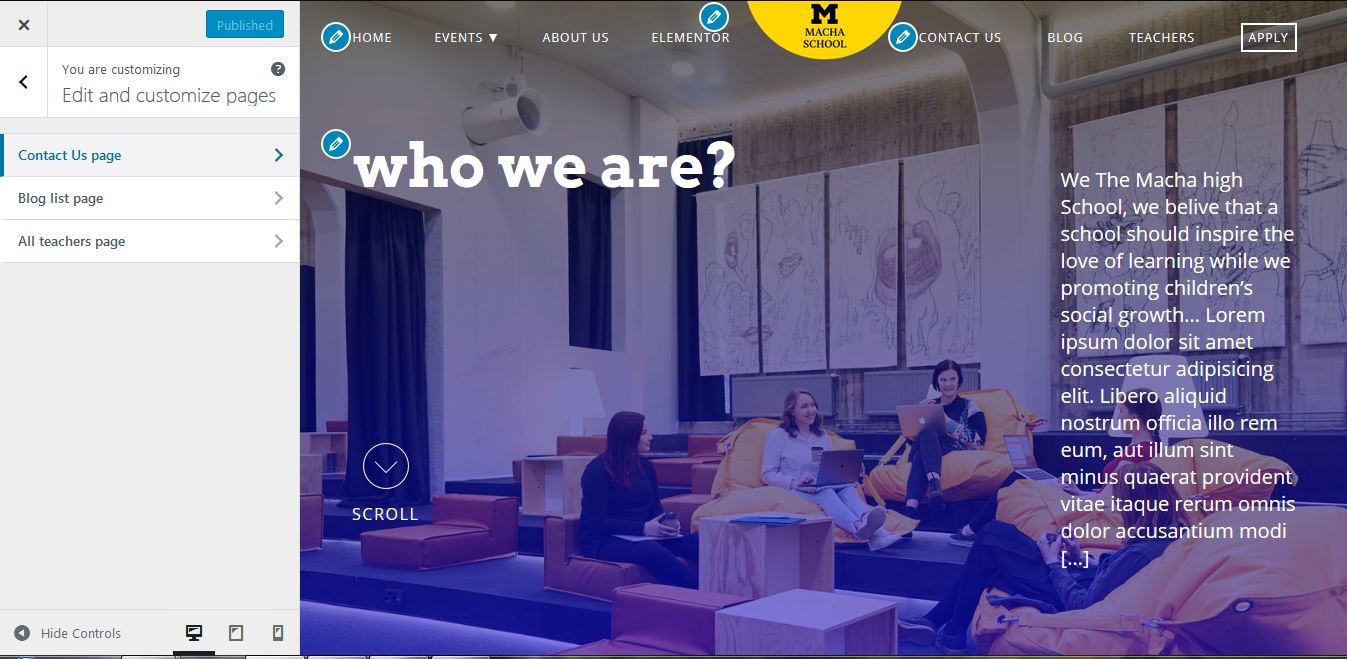 Published
You are customizing
Edit and customize pages
Contact Us page
Blog list page
All teachers page
Hide Controls
HOME EVENTS ▼ ABOUT US ELEMENTOR
M
MACHA
SCHOOL
CONTACT US BLOG TEACHERS APPLY
who we are?
We The Macha high
School, we belive that a
school should inspire the
love of learning while we
promoting children’s
social growth… Lorem
ipsum dolor sit amet
consectetur adipisicing
elit. Libero aliquid
nostrum officia illo rem
eum, aut illum sint
minus quaerat provident
vitae itaque rerum omnis
dolor accusantium modi
[…]
SCROLL